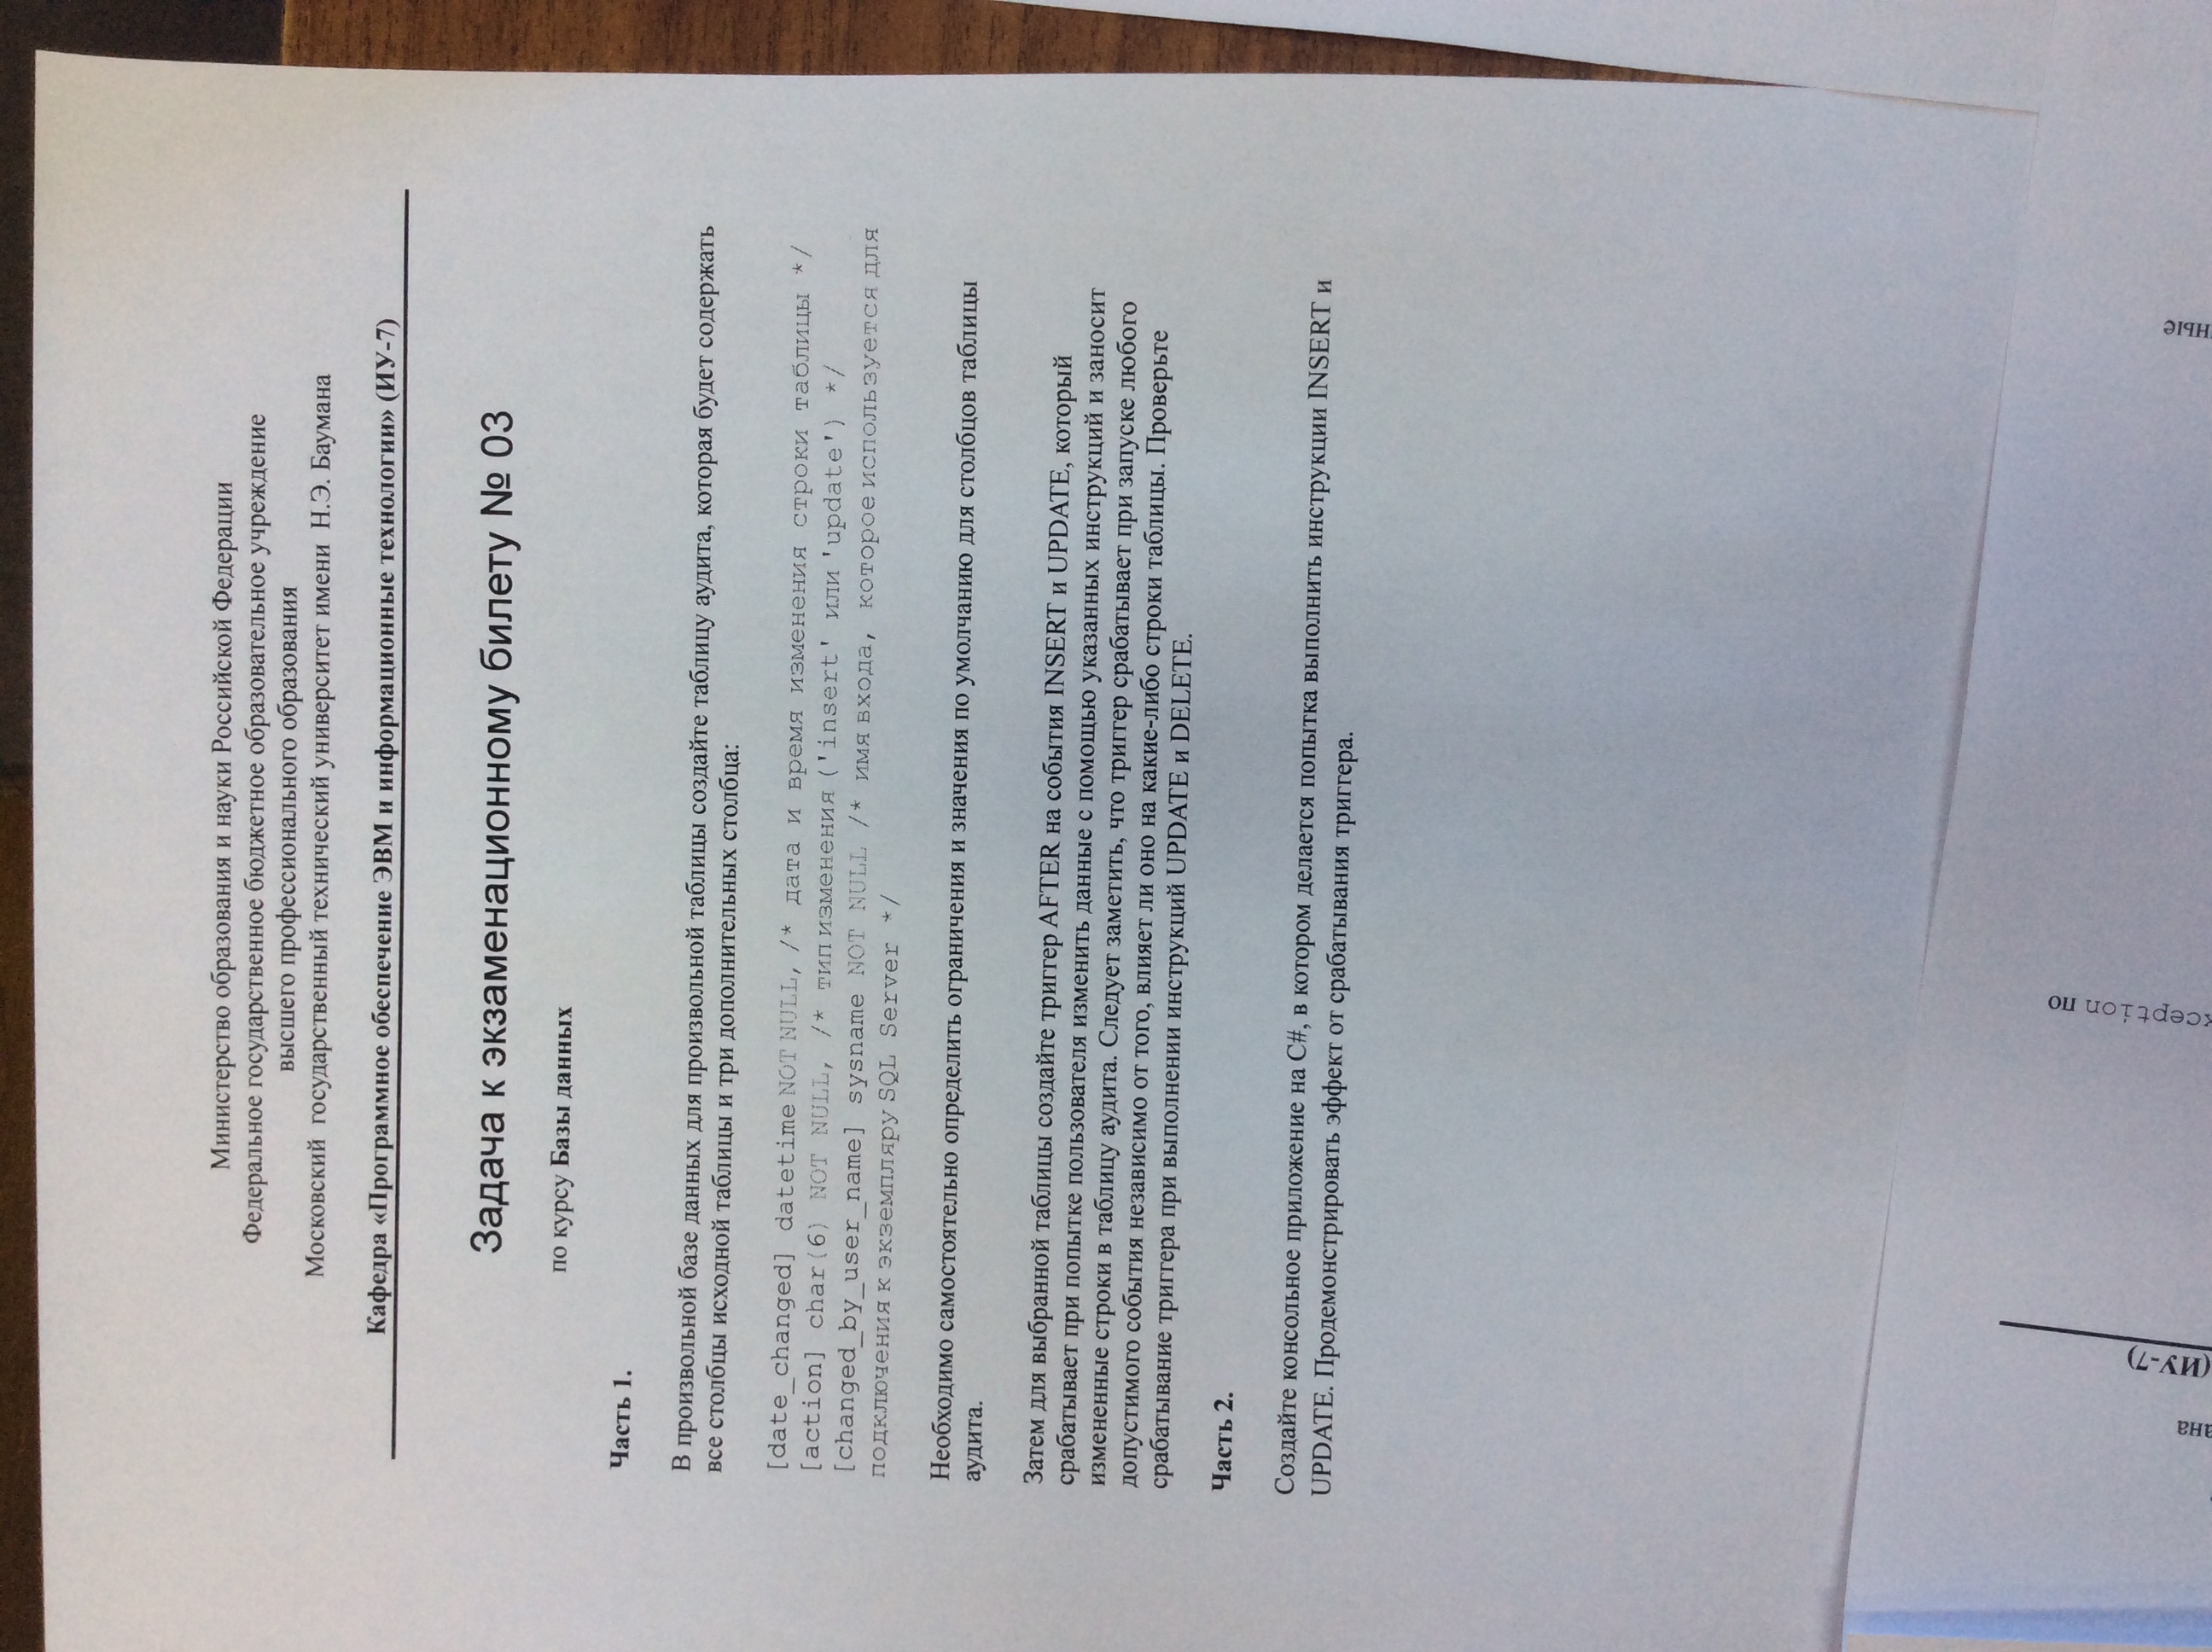 Министерство образования и науки Российской Федерации
Федеральное государственное бюджетное образовательное учреждение
высшего профессионального образования
Московский государственный технический университет имени Н.Э. Баумана
Кафедра «Программное обеспечение ЭВМ и информационные технологии» (ИУ-7)
Задача к экзаменационному билету № 03
по курсу Базы данных
Часть 1.
В произвольной базе данных для произвольной таблицы создайте таблицу аудита, которая будет содержать
все столбцы исходной таблицы и три дополнительных столбца:
[date_changed] datetime NOT NULL, /* дата и время изменения строки таблицы */
[action] char(6) NOT NULL, /* тип изменения ('insert' или 'update') */
[changed_by_user_name] sysname NOT NULL /* имя входа, которое используется для
подключения к экземпляру SQL Server */
Необходимо самостоятельно определить ограничения и значения по умолчанию для столбцов таблицы
аудита.
Затем для выбранной таблицы создайте триггер AFTER на события INSERT и UPDATE, который
срабатывает при попытке пользователя изменить данные с помощью указанных инструкций и заносит
измененные строки в таблицу аудита. Следует заметить, что триггер срабатывает при запуске любого
допустимого события независимо от того, влияет ли оно на какие-либо строки таблицы. Проверьте
срабатывание триггера при выполнении инструкций UPDATE и DELETE.
Часть 2.
Создайте консольное приложение на C#, в котором делается попытка выполнить инструкции INSERT и
UPDATE. Продемонстрировать эффект от срабатывания триггера.
ана
(ИУ-7)
xception по
ные